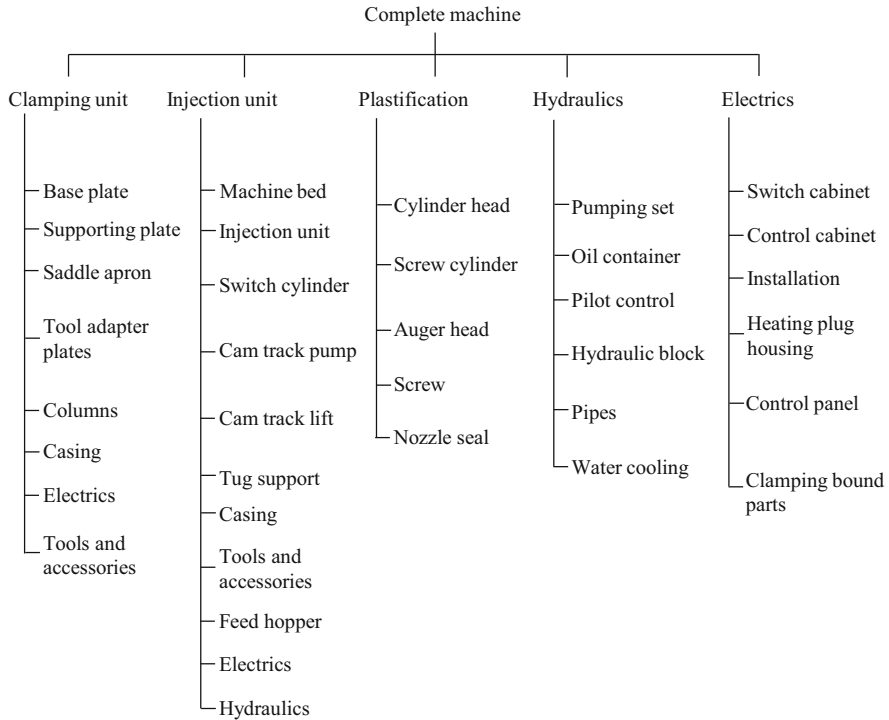 Complete machine
Clamping unit
Base plate
Supporting plate
Saddle apron
Tool adapter
plates
Columns
Casing
Electrics
Tools and
accessories
Injection unit
Machine bed
Injection unit
Switch cylinder
Cam track pump
Cam track lift
Tug support
Casing
Tools and
accessories
Feed hopper
Electrics
Hydraulics
Plastification
Cylinder head
Screw cylinder
Auger head
Screw
Nozzle seal
Hydraulics
Pumping set
Oil container
Pilot control
Hydraulic block
Pipes
Water cooling
Electrics
Switch cabinet
Control cabinet
Installation
Heating plug
housing
Control panel
Clamping bound
parts